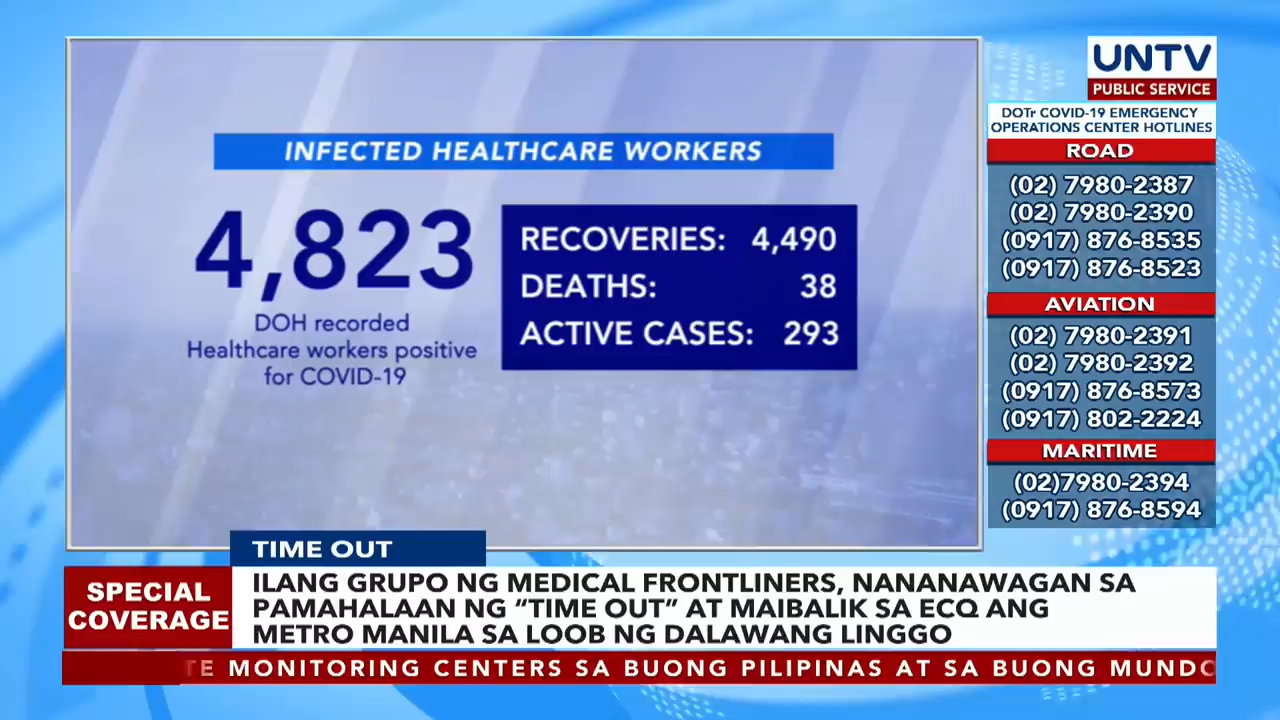 INFECTED HEALTHCARE WORKERS
4,823
DOH recorded
Healthcare workers positive
for COVID-19
RECOVERIES: 4,490
DEATHS: 38
ACTIVE CASES: 293
UNTV
PUBLIC SERVICE
DOTr COVID-19 EMERGENCY
OPERATIONS CENTER HOTLINES
ROAD
(02) 7980-2387
(02) 7980-2390
(0917) 876-8535
(0917) 876-8523
AVIATION
(02) 7980-2391
(02) 7980-2392
(0917) 876-8573
(0917) 802-2224
MARITIME
(02)7980-2394
(0917) 876-8594
TIME OUT
SPECIAL
COVERAGE
ILANG GRUPO NG MEDICAL FRONTLINERS, NANANAWAGAN SA
PAMAHALAAN NG “TIME OUT” AT MAIBALIK SA ECQ ANG
METRO MANILA SA LOOB NG DALAWANG LINGGO
TE MONITORING CENTERS SA BUONG PILIPINAS AT SA BUONG MUNDO